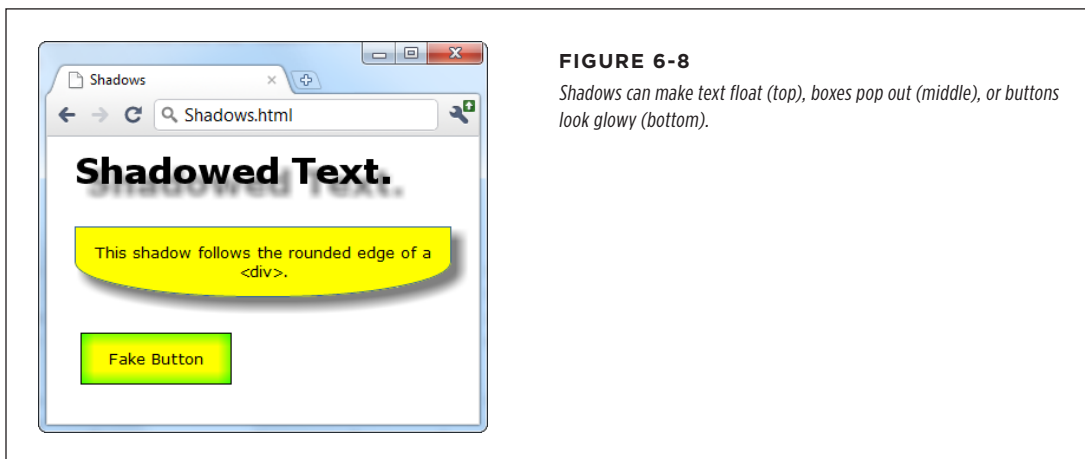 Shadows
Shadows.html
Shadowed Text.
This shadow follows the rounded edge of a
<div>.
Fake Button
FIGURE 6-8
Shadows can make text float (top), boxes pop out (middle), or buttons
look glowy (bottom).